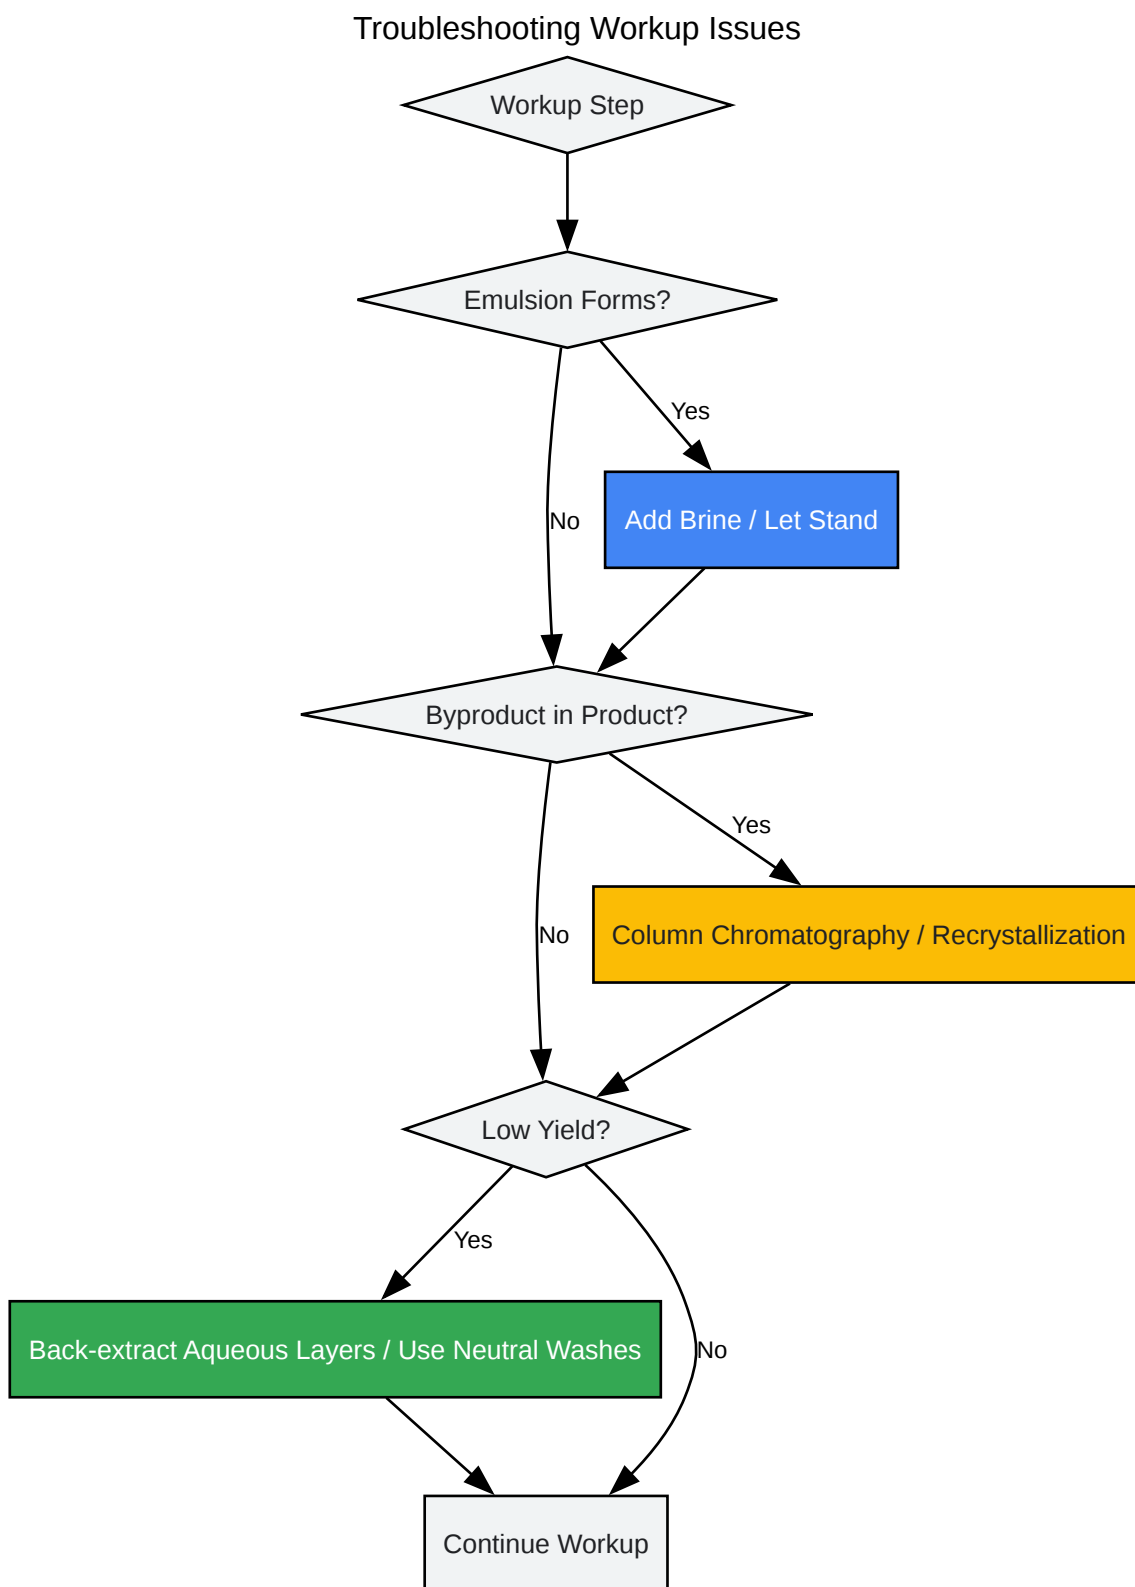 Troubleshooting Workup Issues
Workup Step
Emulsion Forms?
Yes
No
Add Brine / Let Stand
Byproduct in Product?
Yes
No
Column Chromatography / Recrystallization
Low Yield?
Yes
Back-extract Aqueous Layers / Use Neutral Washes
No
Continue Workup